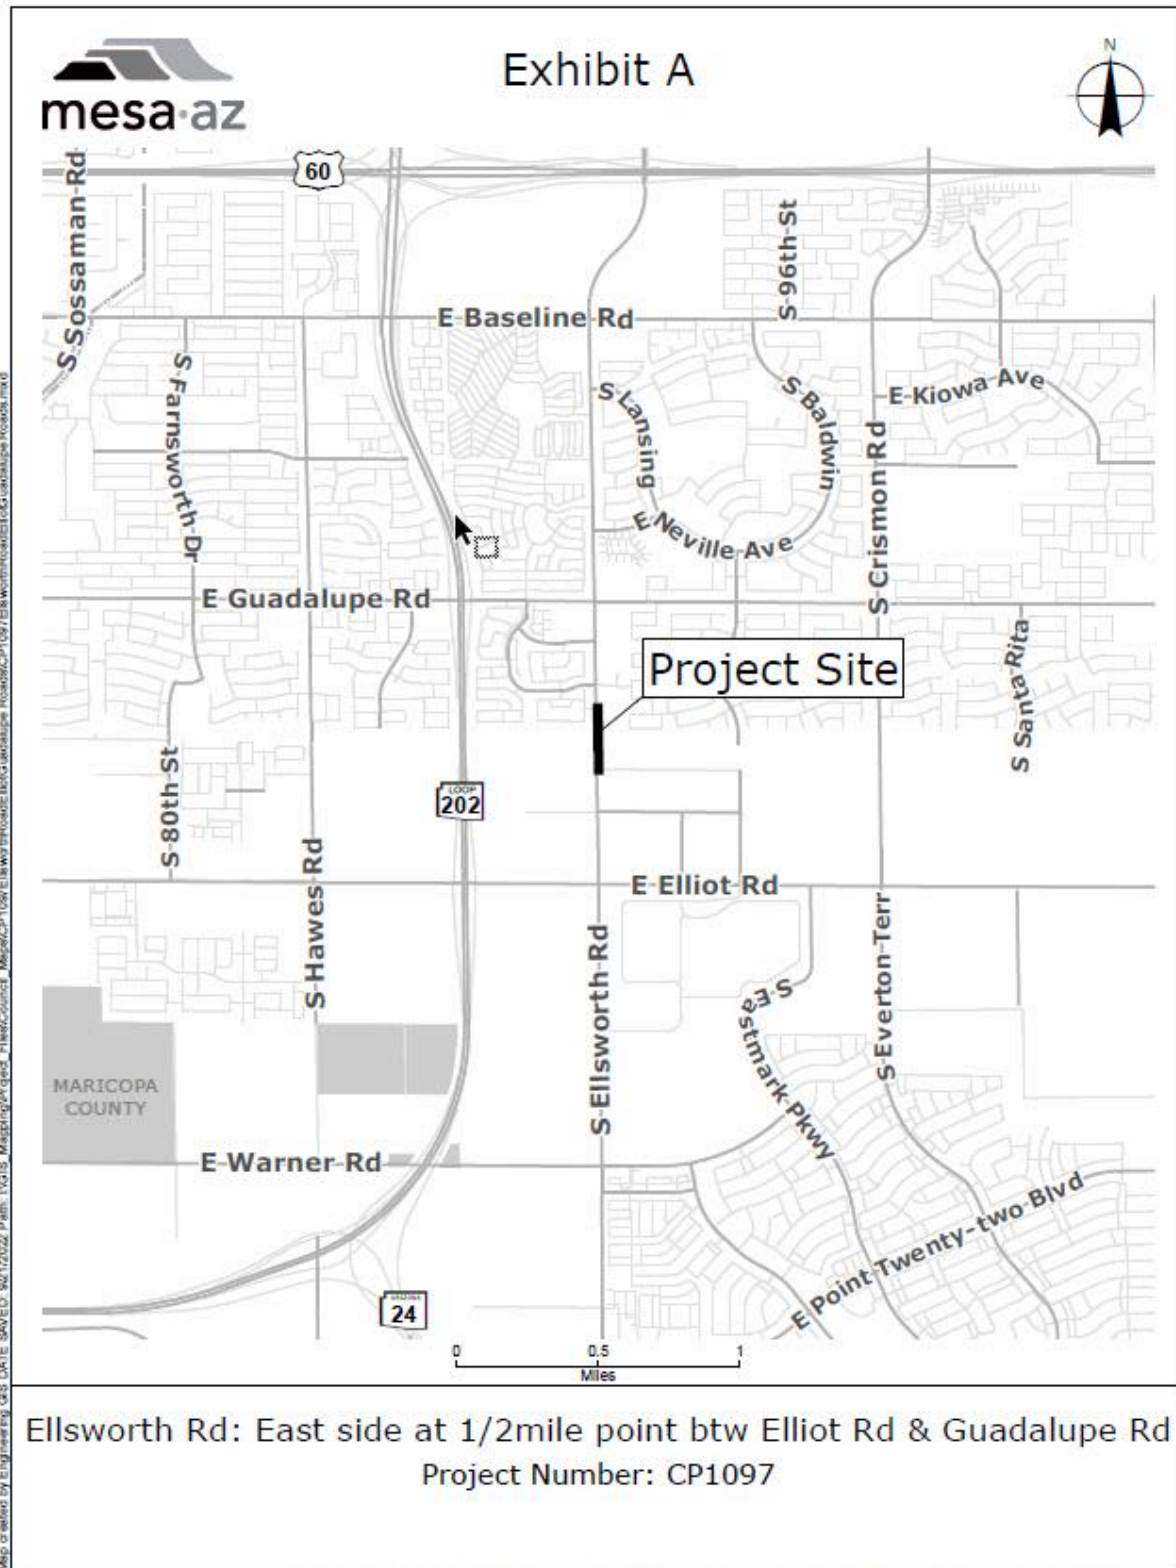 mesa·az
Exhibit A
N
60
S Sossaman Rd
S 96th St
E Baseline Rd
S Farnsworth Dr
S Lansing
S Baldwin
E Kiowa Ave
S Crismon Rd
E Neville Ave
E Guadalupe Rd
Project Site
S Santa Rita
S 80th St
LOOP
202
S Hawes Rd
E Elliot Rd
S Ellsworth Rd
S Everton Terr
S Eastmark Pkwy
MARICOPA
COUNTY
E Warner Rd
E Point Twenty-two Blvd
24
0 0.5 1
Miles
Ellsworth Rd: East side at 1/2mile point btw Elliot Rd & Guadalupe Rd
Project Number: CP1097